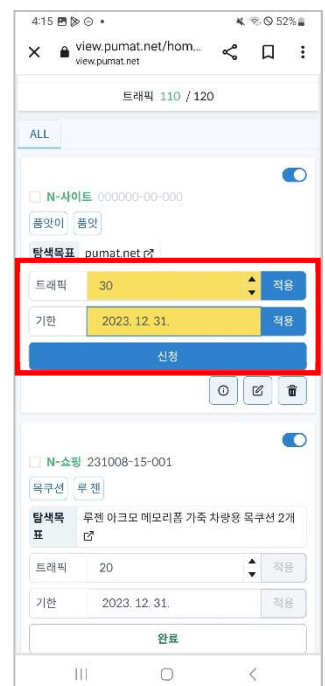 4:15 52%
view.pumat.net/hom...
view.pumat.net
트래픽 110 / 120
ALL
N-사이트 000000-00-000
품앗이 품앗
탐색목표 pumat.net
트래픽 30 적용
기한 2023. 12. 31. 적용
신청
N-쇼핑 231008-15-001
목쿠션 루 젠
탐색목표 루젠 아크모 메모리폼 가죽 차량용 목쿠션 2개
트래픽 20 적용
기한 2023. 12. 31. 적용
완료